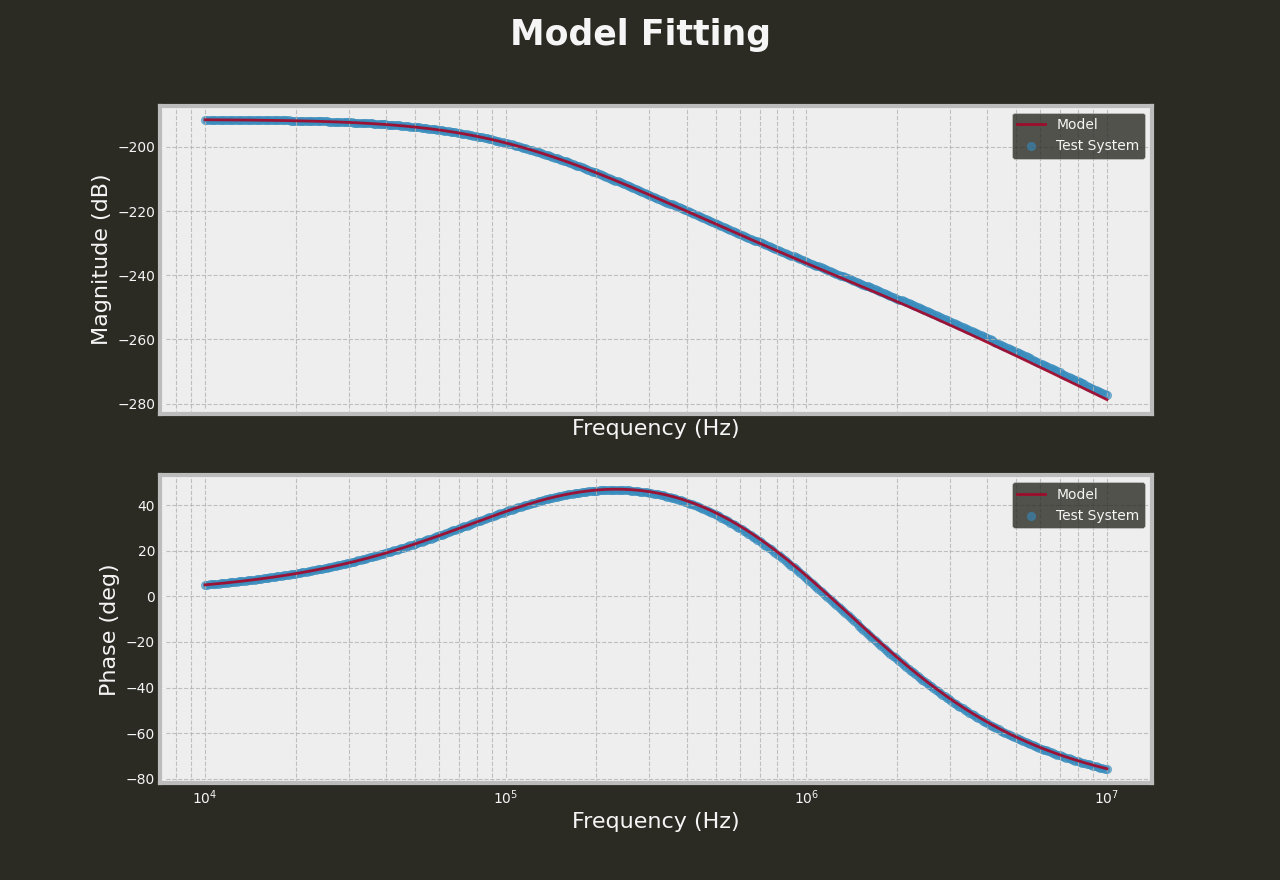 Model Fitting
Model
Test System
Magnitude (dB)
−200
−220
−240
−260
−280
Frequency (Hz)
Model
Test System
Phase (deg)
40
20
0
−20
−40
−60
−80
10⁴ 10⁵ 10⁶ 10⁷
Frequency (Hz)